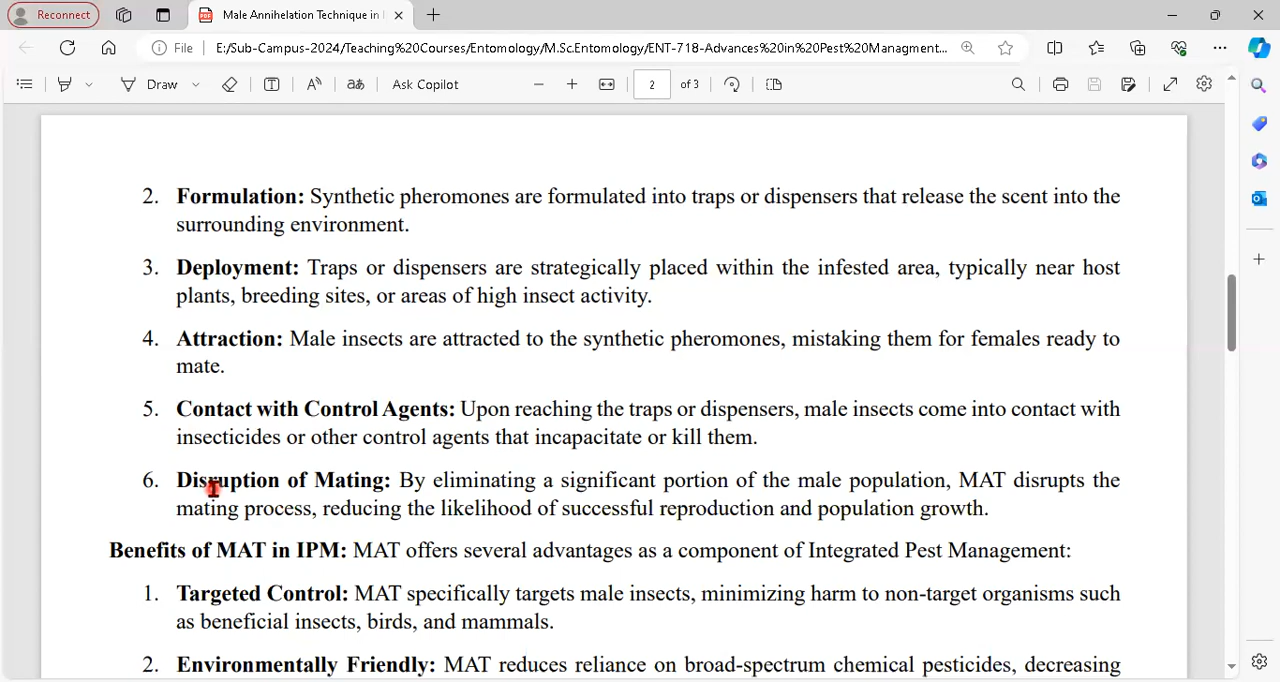 Reconnect
Male Annihelation Technique in
File
E:/Sub-Campus-2024/Teaching%20Courses/Entomology/M.Sc.Entomology/ENT-718-Advances%20in%20Pest%20Managment...
Draw
Ask Copilot
2
of 3
2. Formulation: Synthetic pheromones are formulated into traps or dispensers that release the scent into the
surrounding environment.
3. Deployment: Traps or dispensers are strategically placed within the infested area, typically near host
plants, breeding sites, or areas of high insect activity.
4. Attraction: Male insects are attracted to the synthetic pheromones, mistaking them for females ready to
mate.
5. Contact with Control Agents: Upon reaching the traps or dispensers, male insects come into contact with
insecticides or other control agents that incapacitate or kill them.
6. Disruption of Mating: By eliminating a significant portion of the male population, MAT disrupts the
mating process, reducing the likelihood of successful reproduction and population growth.
Benefits of MAT in IPM: MAT offers several advantages as a component of Integrated Pest Management:
1. Targeted Control: MAT specifically targets male insects, minimizing harm to non-target organisms such
as beneficial insects, birds, and mammals.
2. Environmentally Friendly: MAT reduces reliance on broad-spectrum chemical pesticides, decreasing